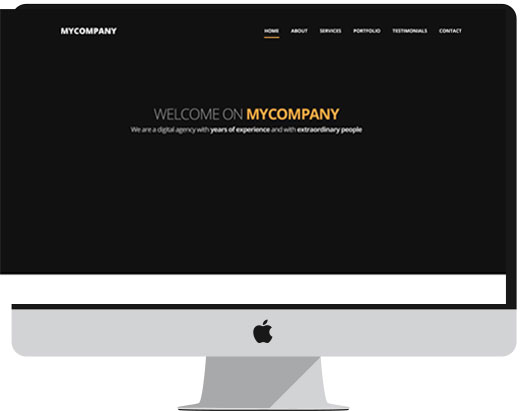 MYCOMPANY
HOME ABOUT SERVICES PORTFOLIO TESTIMONIALS CONTACT
WELCOME ON MYCOMPANY
We are a digital agency with years of experience and with extraordinary people